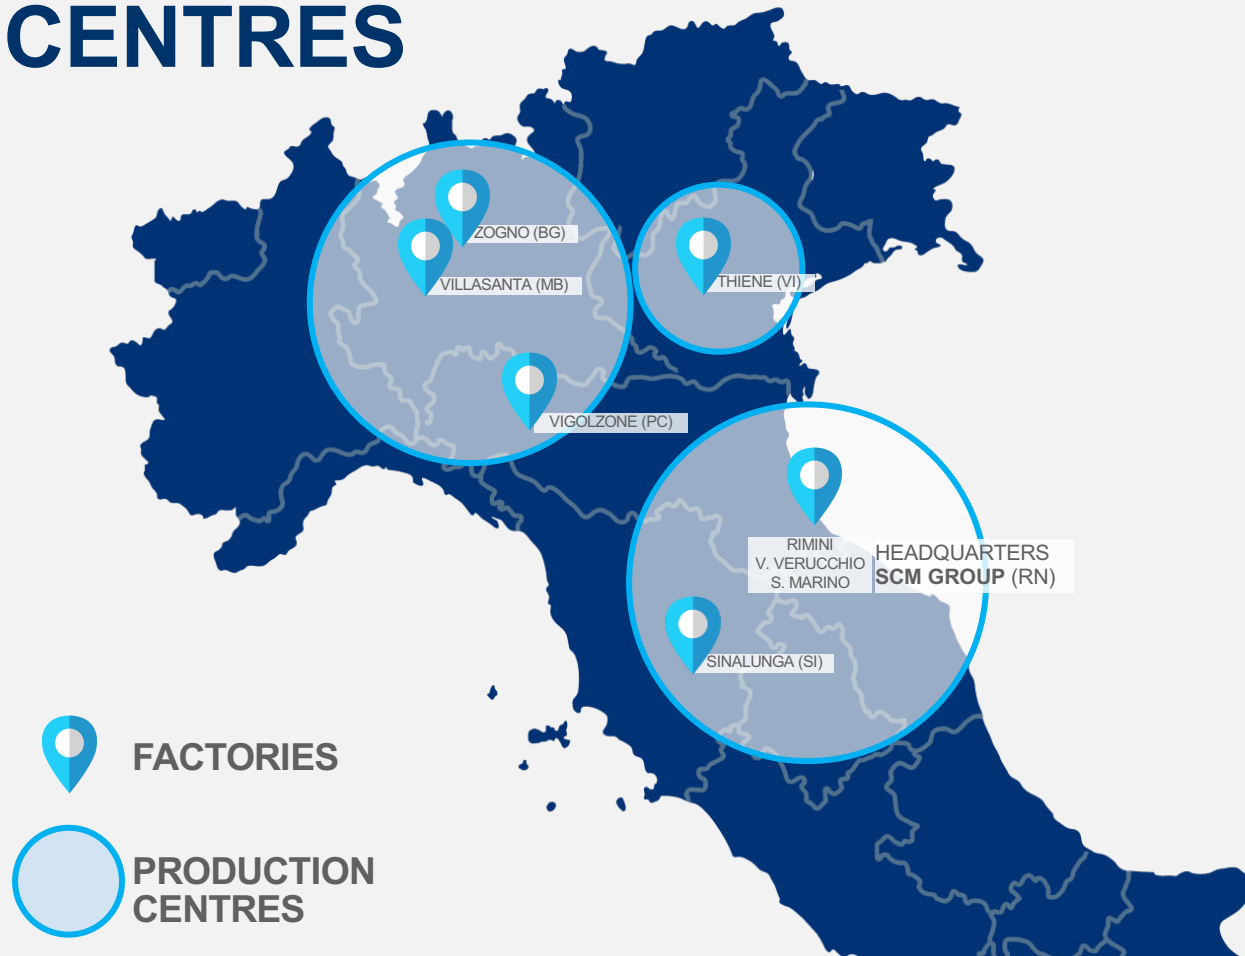 CENTRES
ZOGNO (BG)
VILLASANTA (MB)
THIENE (VI)
VIGOLZONE (PC)
RIMINI
V. VERUCCHIO
S. MARINO
HEADQUARTERS
SCM GROUP (RN)
SINALUNGA (SI)
FACTORIES
PRODUCTION
CENTRES